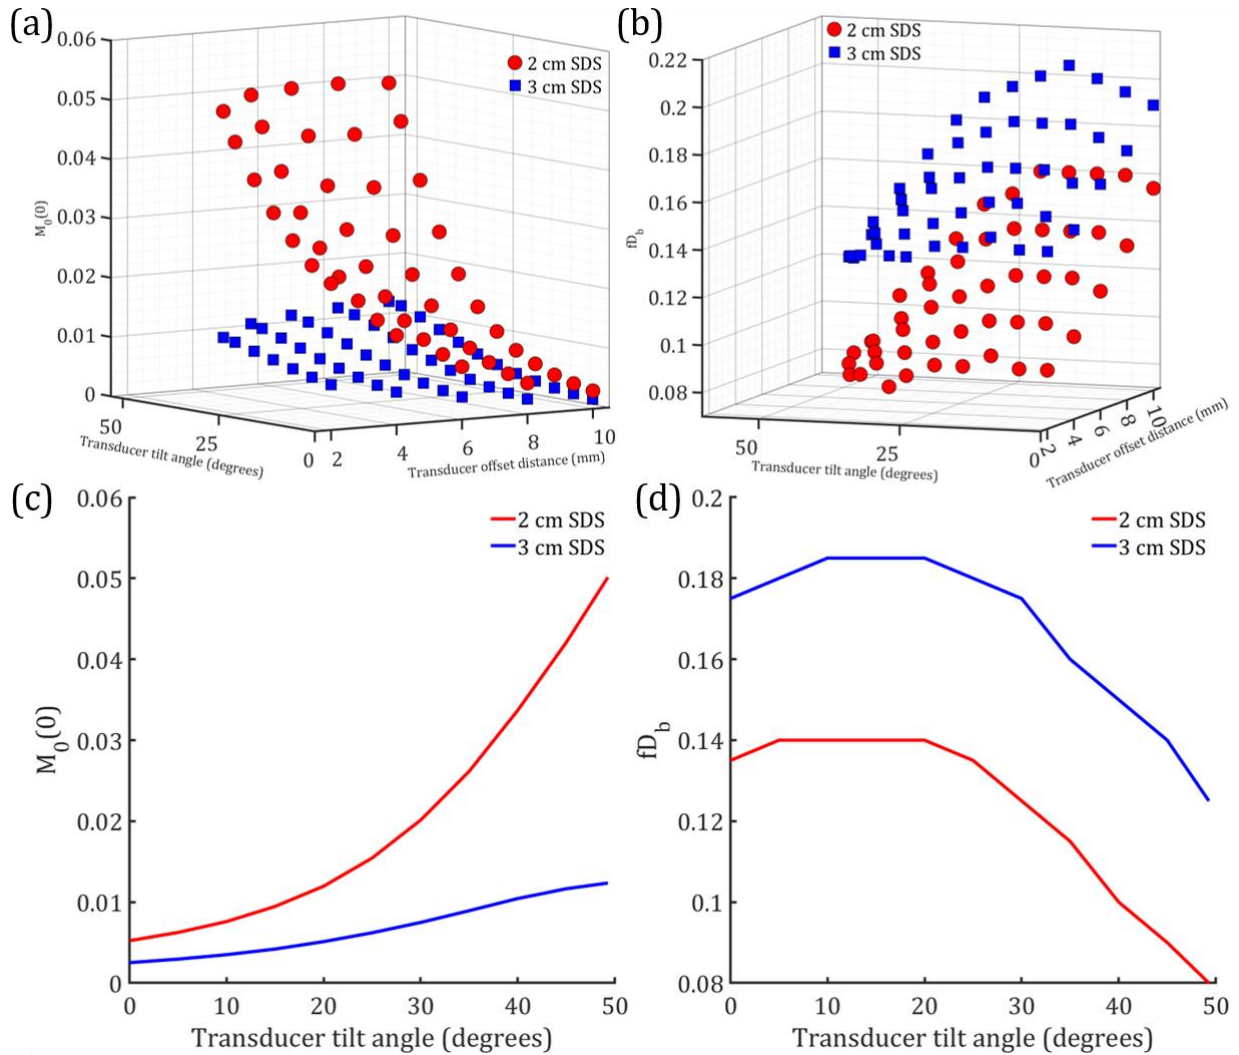 (a)
0.06
0.05
0.04
0.03
0.02
0.01
0
M0(0)
2 cm SDS
3 cm SDS
50
25
0
Transducer tilt angle (degrees)
2
4
6
8
10
Transducer offset distance (mm)
(b)
0.22
0.2
0.18
0.16
0.14
0.12
0.1
0.08
fDb
2 cm SDS
3 cm SDS
50
25
0
Transducer tilt angle (degrees)
2
4
6
8
10
Transducer offset distance (mm)
(c)
0.06
0.05
0.04
0.03
0.02
0.01
0
M0(0)
2 cm SDS
3 cm SDS
0 10 20 30 40 50
Transducer tilt angle (degrees)
(d)
0.2
0.18
0.16
0.14
0.12
0.1
0.08
fDb
2 cm SDS
3 cm SDS
0 10 20 30 40 50
Transducer tilt angle (degrees)